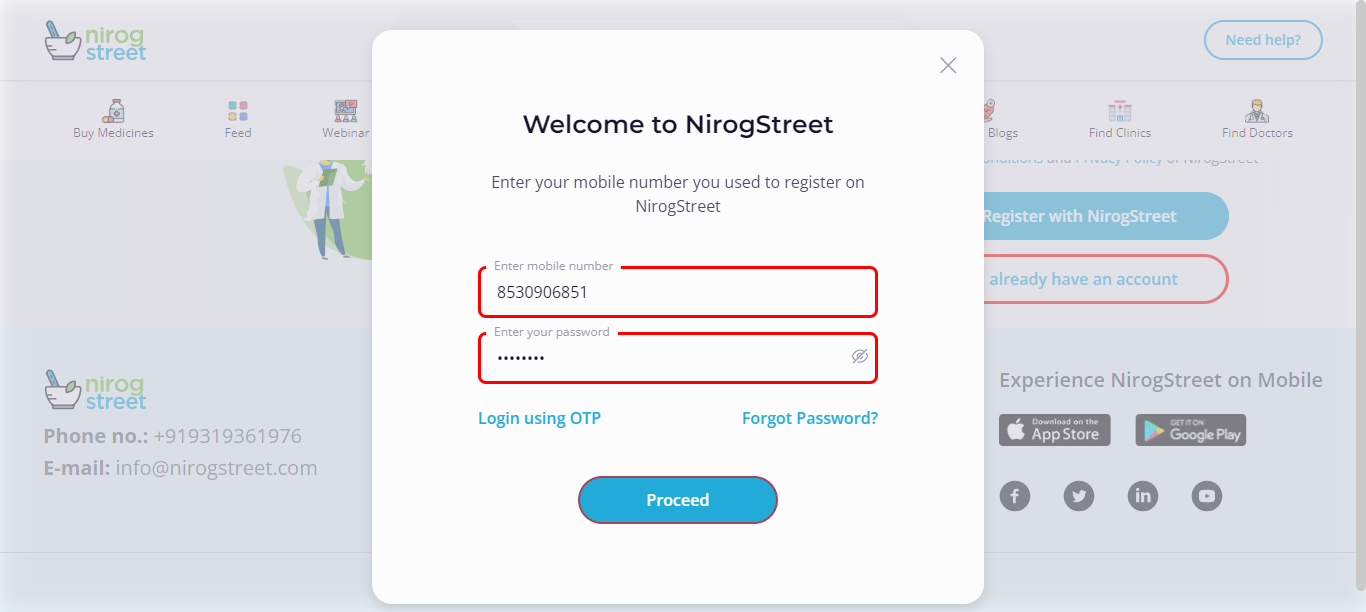 nirog
street
Need help?
Buy Medicines
Feed
Webinar
Blogs
Find Clinics
Find Doctors
Welcome to NirogStreet
Enter your mobile number you used to register on
NirogStreet
Enter mobile number
8530906851
Enter your password
••••••••
Login using OTP
Forgot Password?
Proceed
onditions and Privacy Policy of NirogStreet
Register with NirogStreet
already have an account
nirog
street
Phone no.: +919319361976
E-mail: info@nirogstreet.com
Experience NirogStreet on Mobile
Download on the
App Store
GET IT ON
Google Play